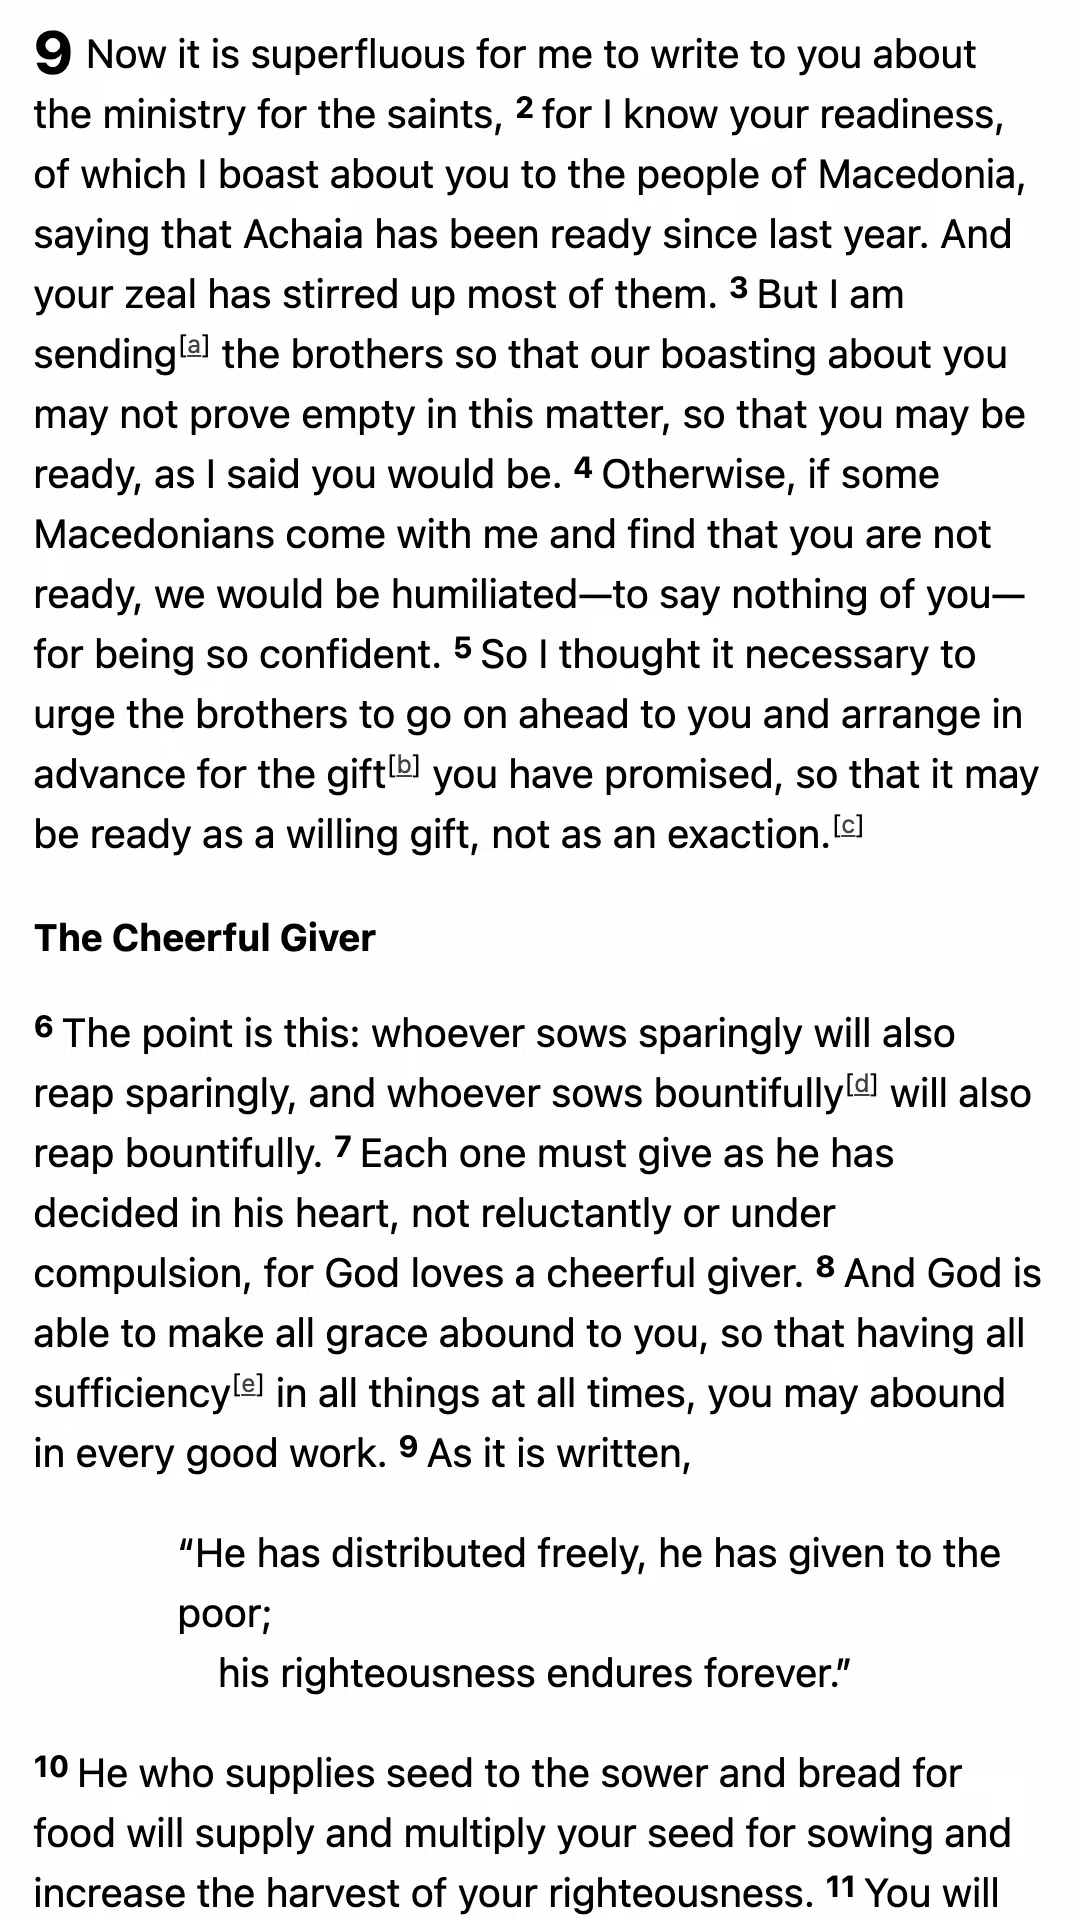 9 Now it is superfluous for me to write to you about
the ministry for the saints, 2 for I know your readiness,
of which I boast about you to the people of Macedonia,
saying that Achaia has been ready since last year. And
your zeal has stirred up most of them. 3 But I am
sending[a] the brothers so that our boasting about you
may not prove empty in this matter, so that you may be
ready, as I said you would be. 4 Otherwise, if some
Macedonians come with me and find that you are not
ready, we would be humiliated—to say nothing of you—
for being so confident. 5 So I thought it necessary to
urge the brothers to go on ahead to you and arrange in
advance for the gift[b] you have promised, so that it may
be ready as a willing gift, not as an exaction.[c]
The Cheerful Giver
6 The point is this: whoever sows sparingly will also
reap sparingly, and whoever sows bountifully[d] will also
reap bountifully. 7 Each one must give as he has
decided in his heart, not reluctantly or under
compulsion, for God loves a cheerful giver. 8 And God is
able to make all grace abound to you, so that having all
sufficiency[e] in all things at all times, you may abound
in every good work. 9 As it is written,
“He has distributed freely, he has given to the
poor;
his righteousness endures forever.”
10 He who supplies seed to the sower and bread for
food will supply and multiply your seed for sowing and
increase the harvest of your righteousness. 11 You will